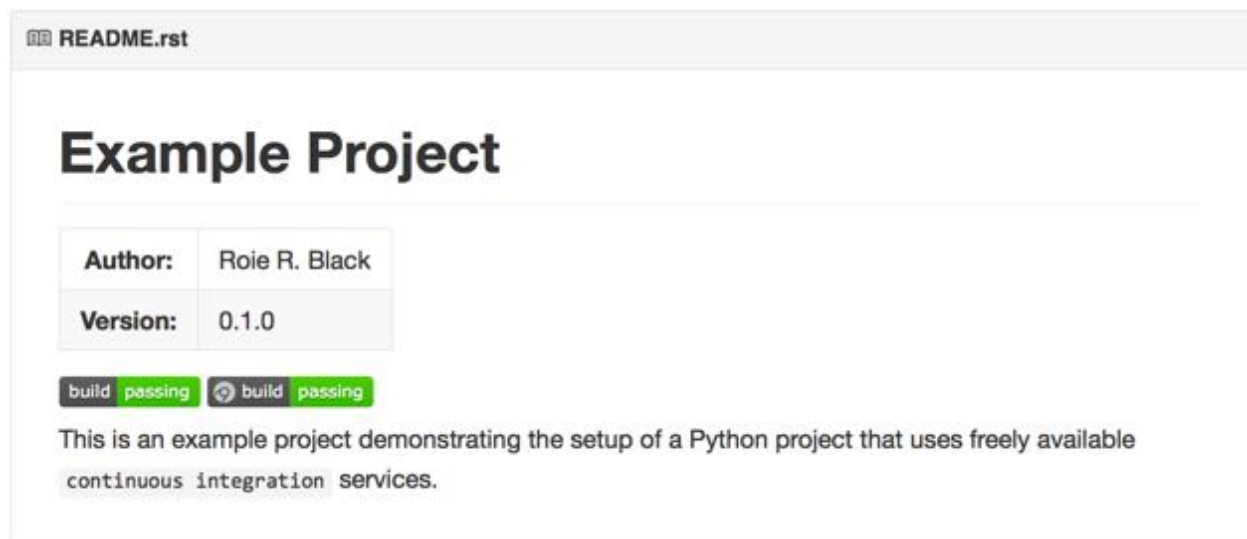 README.rst
Example Project
Author: Roie R. Black
Version: 0.1.0
build passing build passing
This is an example project demonstrating the setup of a Python project that uses freely available
continuous integration services.